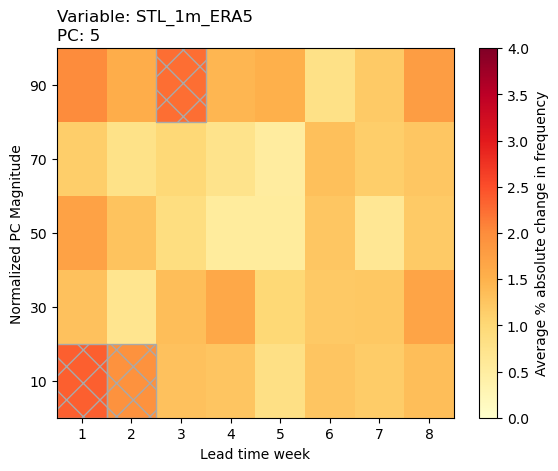 Variable: STL_1m_ERA5
PC: 5
90
70
50
30
10
Normalized PC Magnitude
1 2 3 4 5 6 7 8
Lead time week
4.0
3.5
3.0
2.5
2.0
1.5
1.0
0.5
0.0
Average % absolute change in frequency